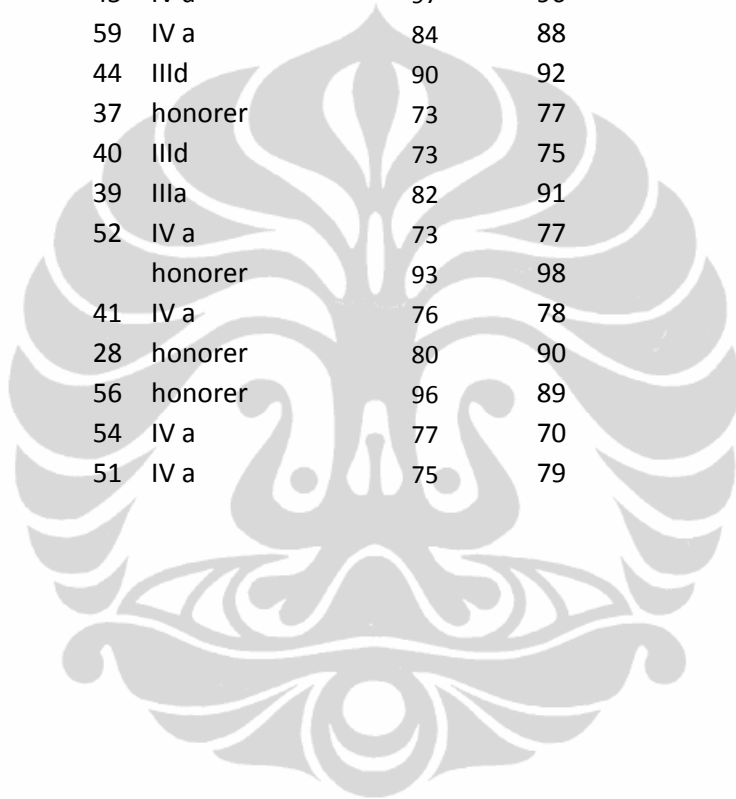 59 IV a 84 88
44 IIId 90 92
37 honorer 73 77
40 IIId 73 75
39 IIIa 82 91
52 IV a 73 77
honorer 93 98
41 IV a 76 78
28 honorer 80 90
56 honorer 96 89
54 IV a 77 70
51 IV a 75 79